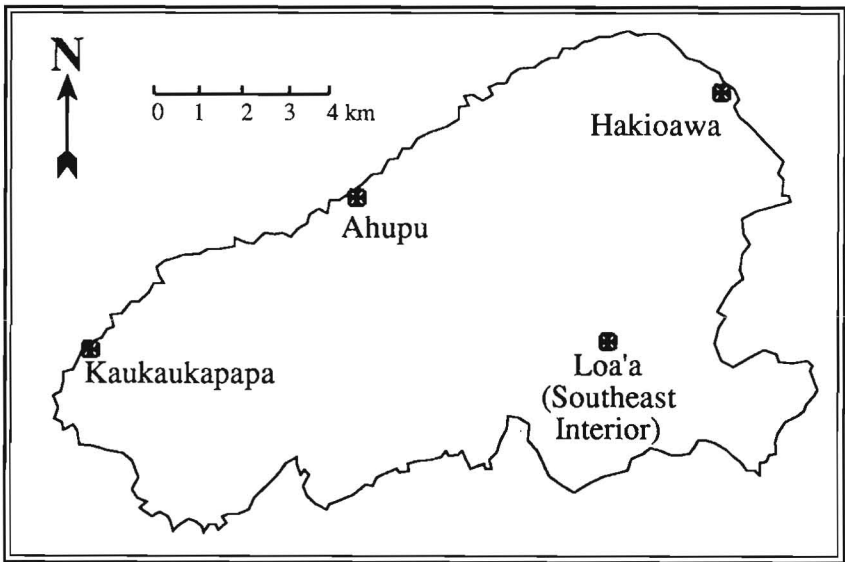 N
0 1 2 3 4 km
Hakioawa
Ahupu
Kaukaukapapa
Loa'a
(Southeast
Interior)